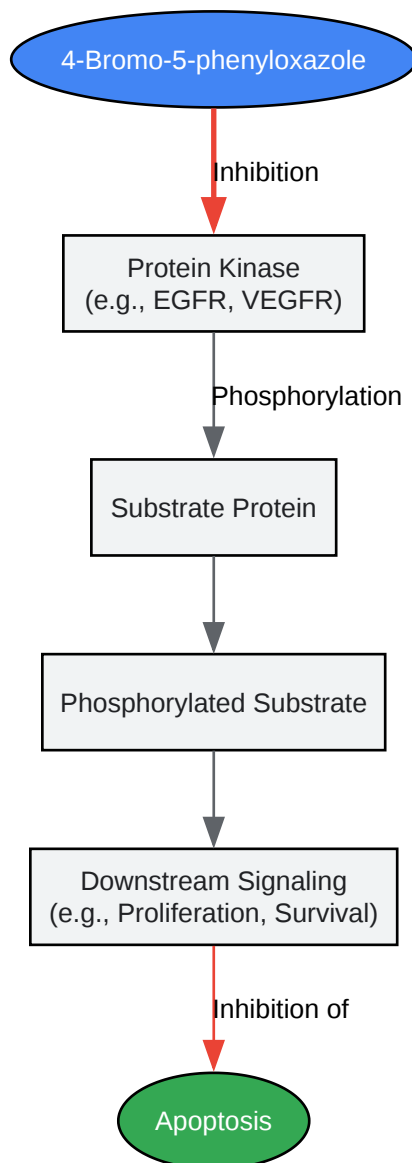 4-Bromo-5-phenyloxazole
Inhibition
Protein Kinase
(e.g., EGFR, VEGFR)
Phosphorylation
Substrate Protein
Phosphorylated Substrate
Downstream Signaling
(e.g., Proliferation, Survival)
Inhibition of
Apoptosis